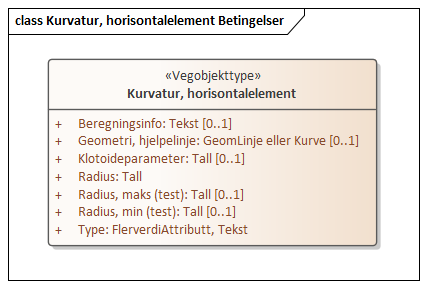 class Kurvatur, horisontalelement Betingelser
«Vegobjekttype»
Kurvatur, horisontalelement
+ Beregningsinfo: Tekst [0..1]
+ Geometri, hjelpelinje: GeomLinje eller Kurve [0..1]
+ Klotoideparameter: Tall [0..1]
+ Radius: Tall
+ Radius, maks (test): Tall [0..1]
+ Radius, min (test): Tall [0..1]
+ Type: FlerverdiAttributt, Tekst